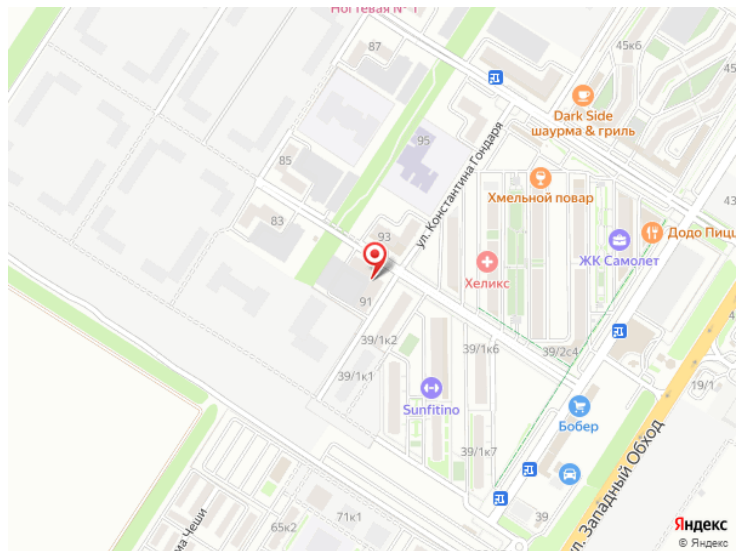 Ногтевая № 1
87
45к6
Dark Side
шаурма & гриль
95
ул. Константина Гондаря
85
Хмельной повар
83
93
43
Додо Пицц
ЖК Самолет
Хеликс
91
39/1к2
39/1к6
39/2с4
4
39/1к1
19/1
Sunfitino
Бобер
39/1к7
ул. Западный Обход
39
71к1
65к2
ма Чеши
Яндекс
© Яндекс